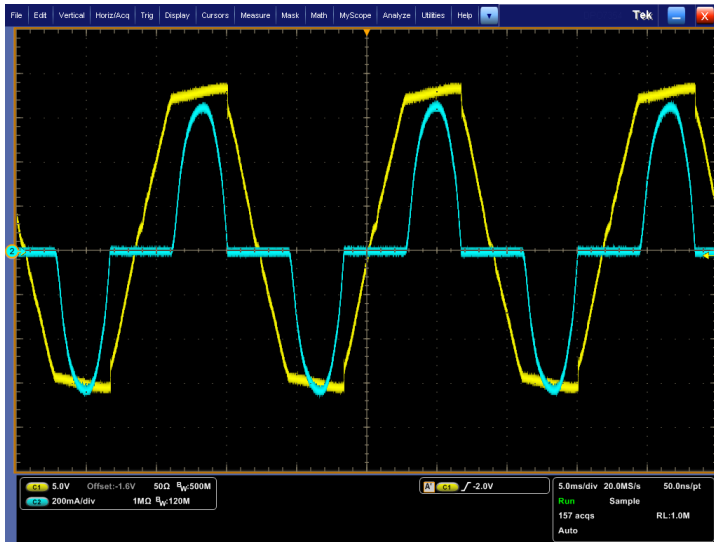 File Edit Vertical Horiz/Acq Trig Display Cursors Measure Mask Math MyScope Analyze Utilities Help Tek X
2
C1 5.0V Offset:-1.6V 50Ω BW:500M
C2 200mA/div 1MΩ BW:120M
A' C1 -2.0V
5.0ms/div 20.0MS/s 50.0ns/pt
Run Sample
157 acqs RL:1.0M
Auto